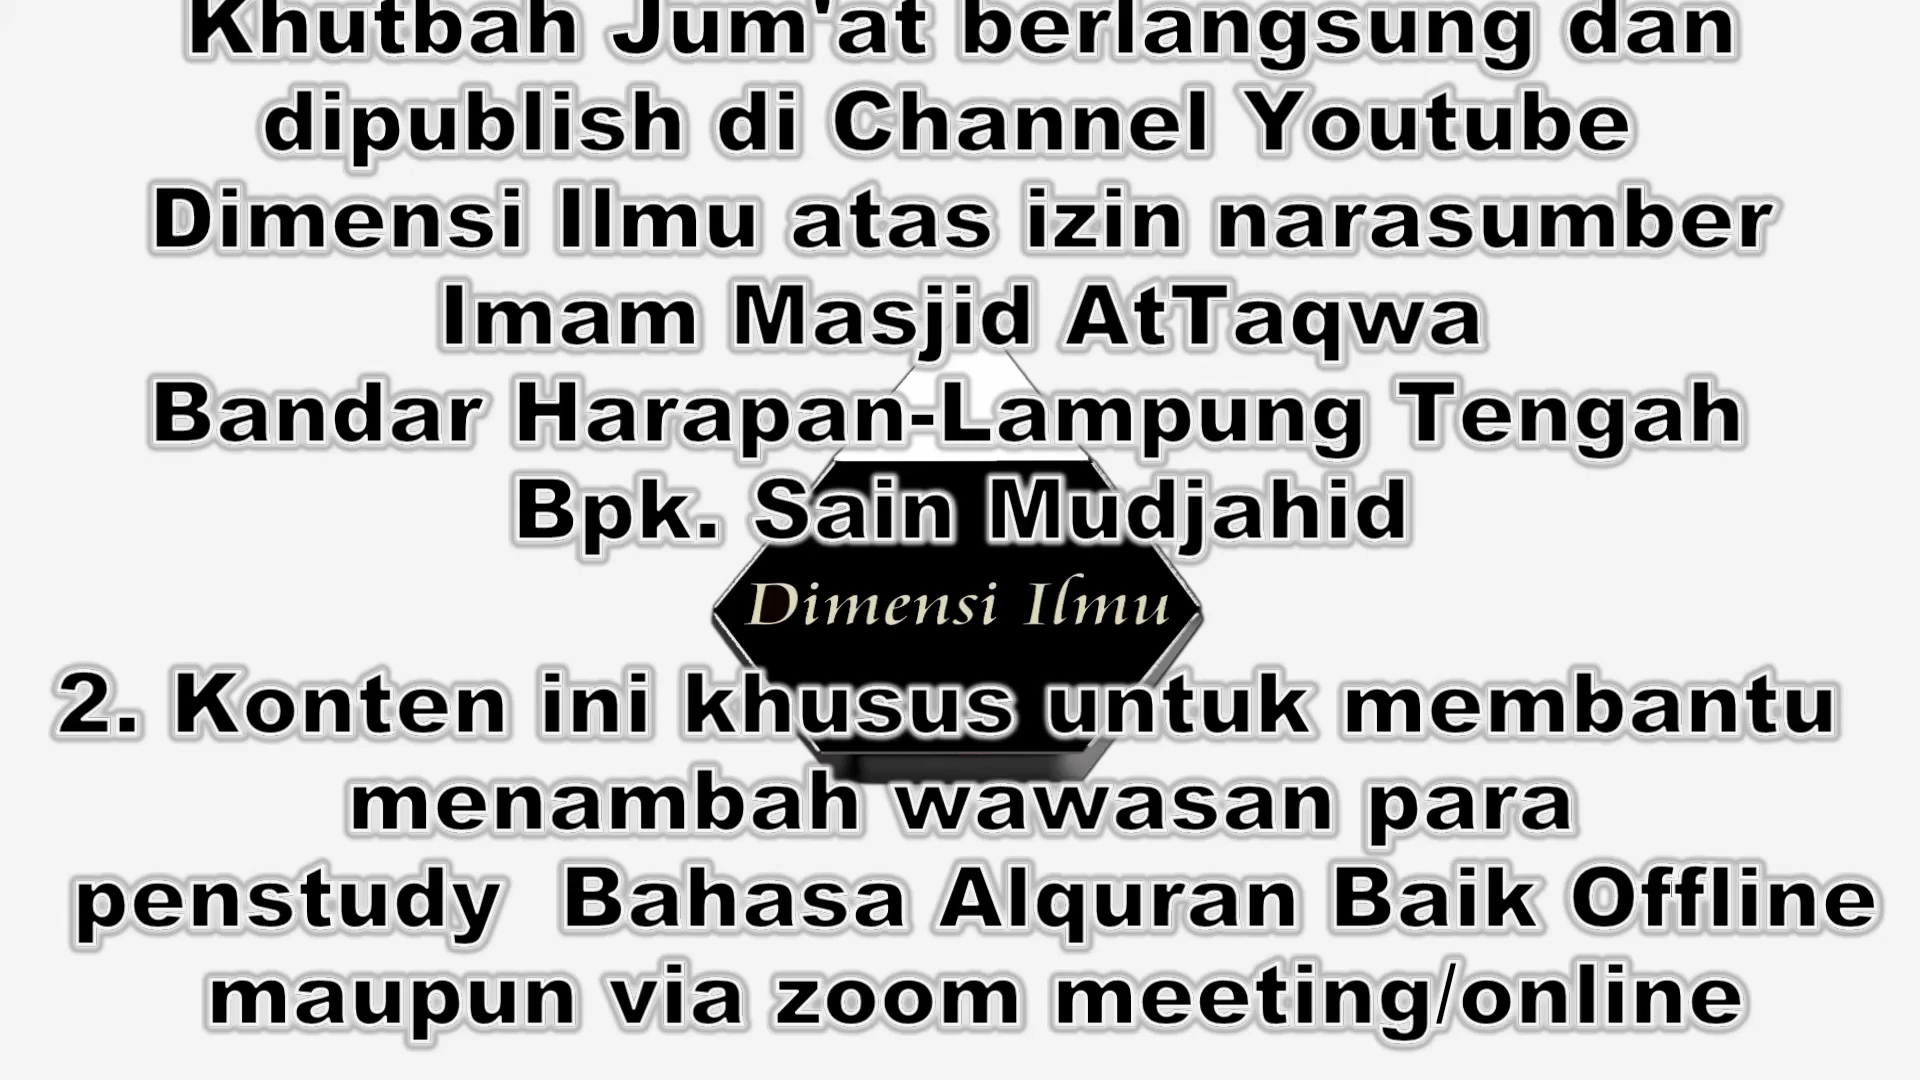 Khutbah Jum'at berlangsung dan
dipublish di Channel Youtube
Dimensi Ilmu atas izin narasumber
Imam Masjid AtTaqwa
Bandar Harapan-Lampung Tengah
Bpk. Sain Mudjahid
Dimensi Ilmu
2. Konten ini khusus untuk membantu
menambah wawasan para
penstudy  Bahasa Alquran Baik Offline
maupun via zoom meeting/online